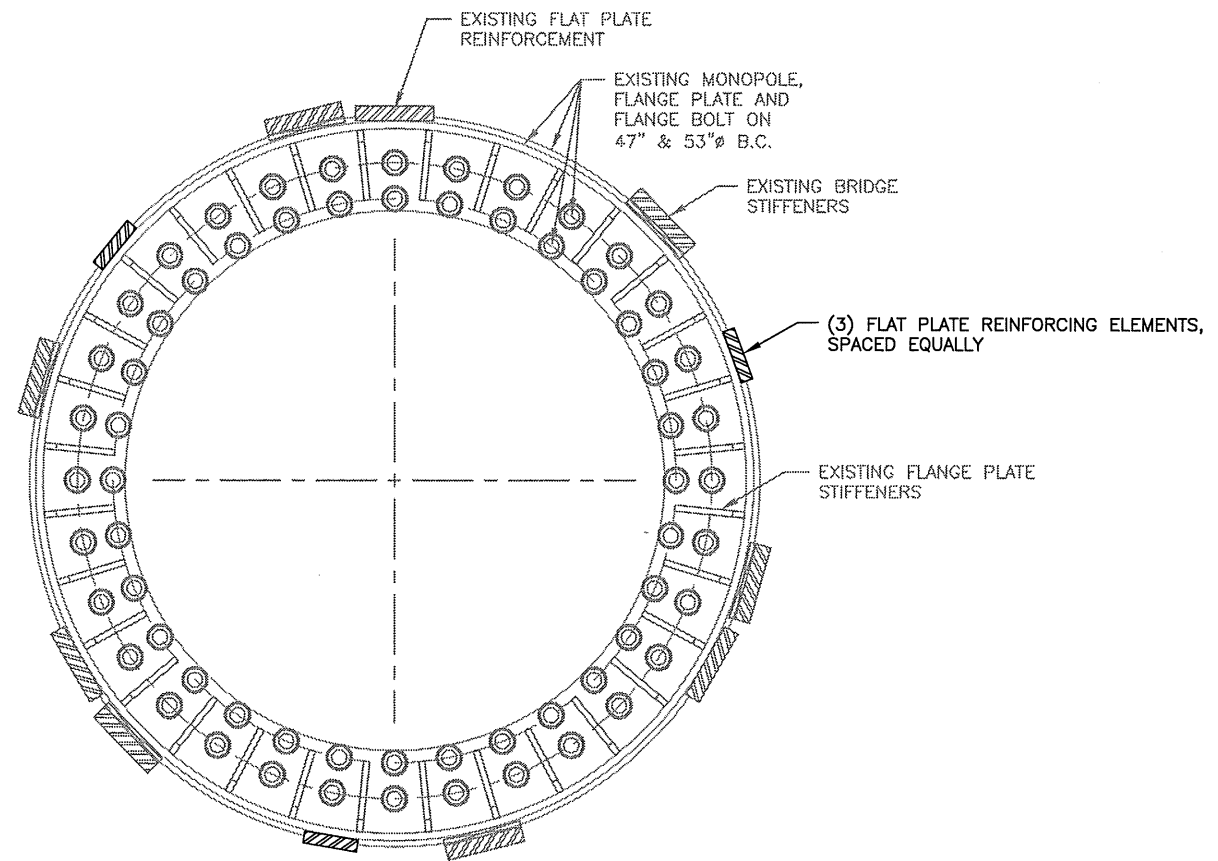 EXISTING FLAT PLATE
REINFORCEMENT
EXISTING MONOPOLE,
FLANGE PLATE AND
FLANGE BOLT ON
47" & 53"ø B.C.
EXISTING BRIDGE
STIFFENERS
(3) FLAT PLATE REINFORCING ELEMENTS,
SPACED EQUALLY
EXISTING FLANGE PLATE
STIFFENERS